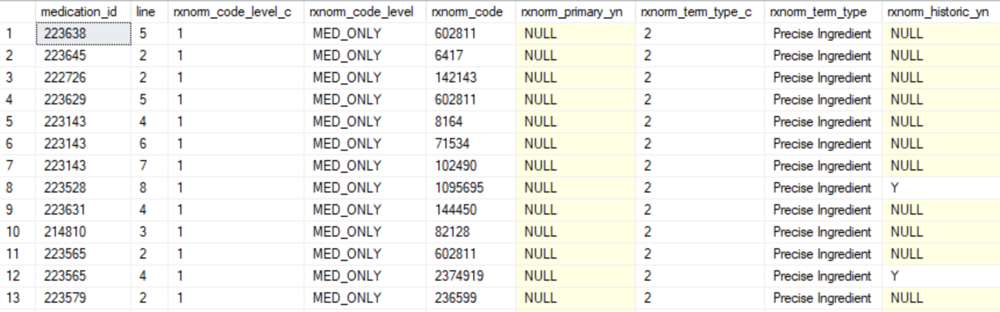 medication_id line rxnorm_code_level_c rxnorm_code_level rxnorm_code rxnorm_primary_yn rxnorm_term_type_c rxnorm_term_type rxnorm_historic_yn
1 223638 5 1 MED_ONLY 602811 NULL 2 Precise Ingredient NULL
2 223645 2 1 MED_ONLY 6417 NULL 2 Precise Ingredient NULL
3 222726 2 1 MED_ONLY 142143 NULL 2 Precise Ingredient NULL
4 223629 5 1 MED_ONLY 602811 NULL 2 Precise Ingredient NULL
5 223143 4 1 MED_ONLY 8164 NULL 2 Precise Ingredient NULL
6 223143 6 1 MED_ONLY 71534 NULL 2 Precise Ingredient NULL
7 223143 7 1 MED_ONLY 102490 NULL 2 Precise Ingredient NULL
8 223528 8 1 MED_ONLY 1095695 NULL 2 Precise Ingredient Y
9 223631 4 1 MED_ONLY 144450 NULL 2 Precise Ingredient NULL
10 214810 3 1 MED_ONLY 82128 NULL 2 Precise Ingredient NULL
11 223565 2 1 MED_ONLY 602811 NULL 2 Precise Ingredient NULL
12 223565 4 1 MED_ONLY 2374919 NULL 2 Precise Ingredient Y
13 223579 2 1 MED_ONLY 236599 NULL 2 Precise Ingredient NULL